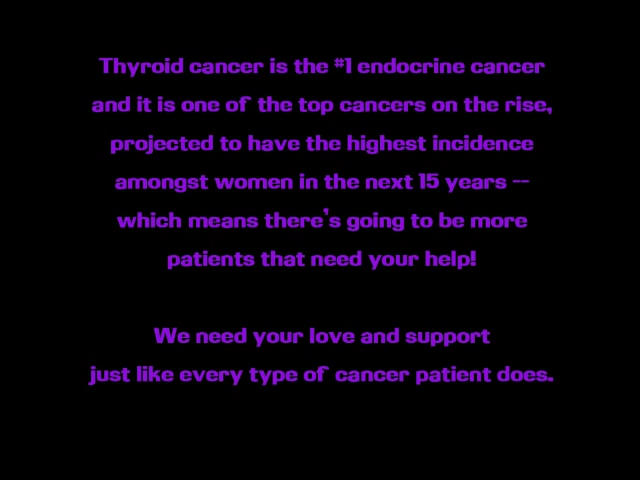 Thyroid cancer is the #1 endocrine cancer
and it is one of the top cancers on the rise,
projected to have the highest incidence
amongst women in the next 15 years --
which means there's going to be more
patients that need your help!
We need your love and support
just like every type of cancer patient does.